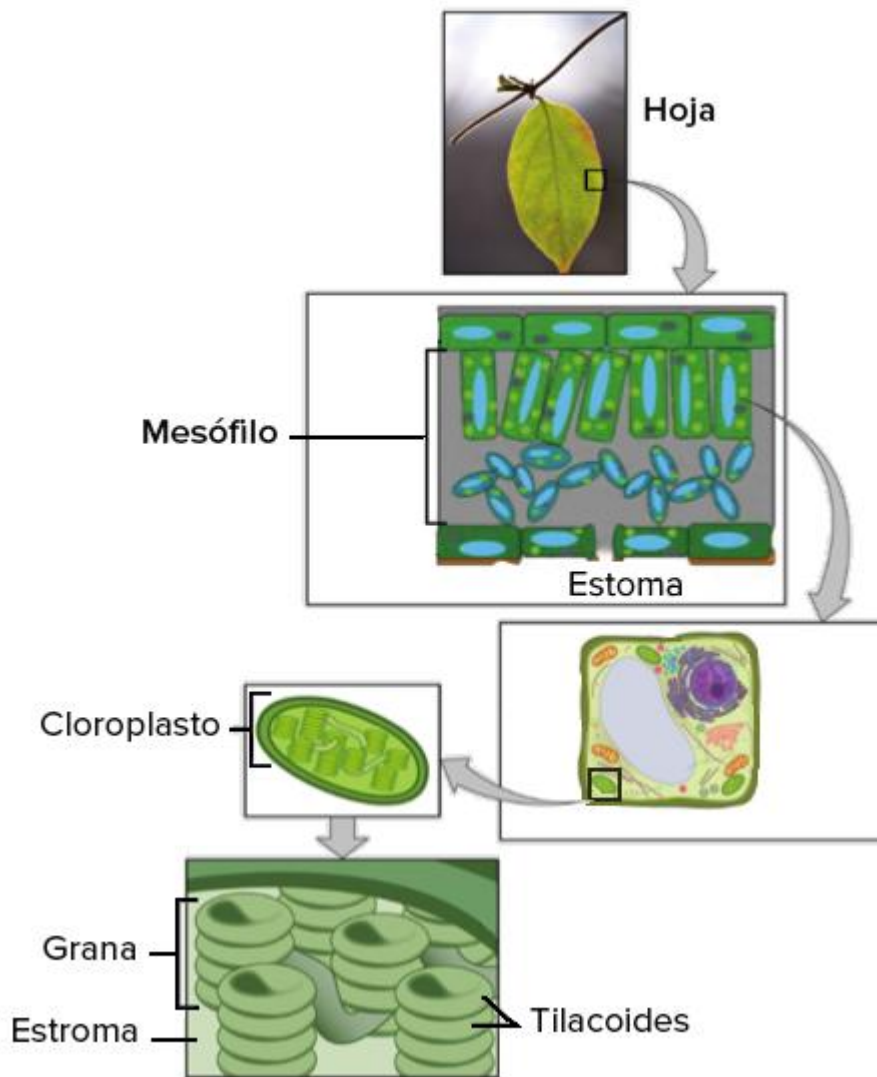 Hoja
Mesófilo
Estoma
Cloroplasto
Grana
Estroma
Tilacoides